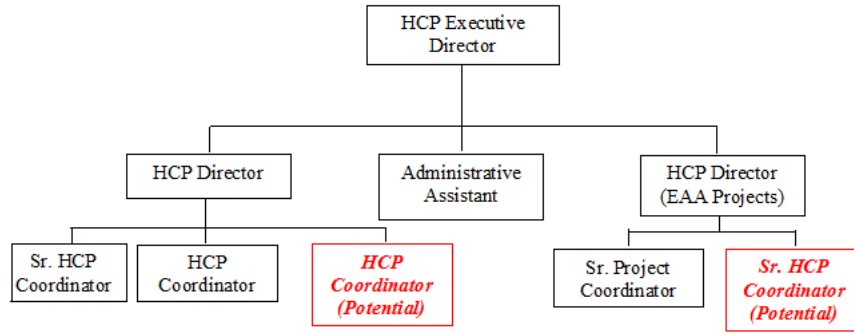 HCP Executive
Director
HCP Director
Administrative
Assistant
HCP Director
(EAA Projects)
Sr. HCP
Coordinator
HCP
Coordinator
HCP
Coordinator
(Potential)
Sr. Project
Coordinator
Sr. HCP
Coordinator
(Potential)